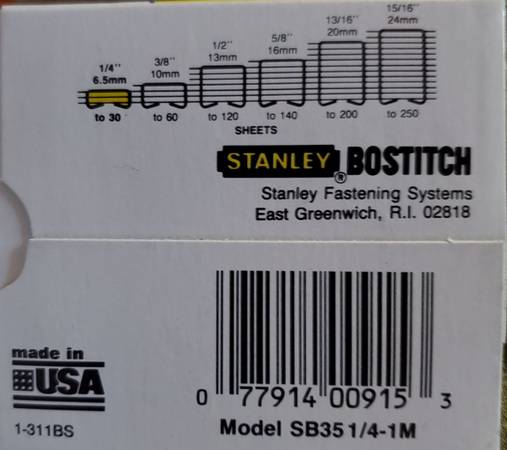 1/4" 3/8" 1/2" 5/8" 13/16" 15/16"
6.5mm 10mm 13mm 16mm 20mm 24mm
to 30 to 60 to 120 to 140 to 200 to 250
SHEETS
STANLEY® BOSTITCH
Stanley Fastening Systems
East Greenwich, R.I. 02818
made in
USA
1-311BS
0 77914 00915 3
Model SB35 1/4-1M